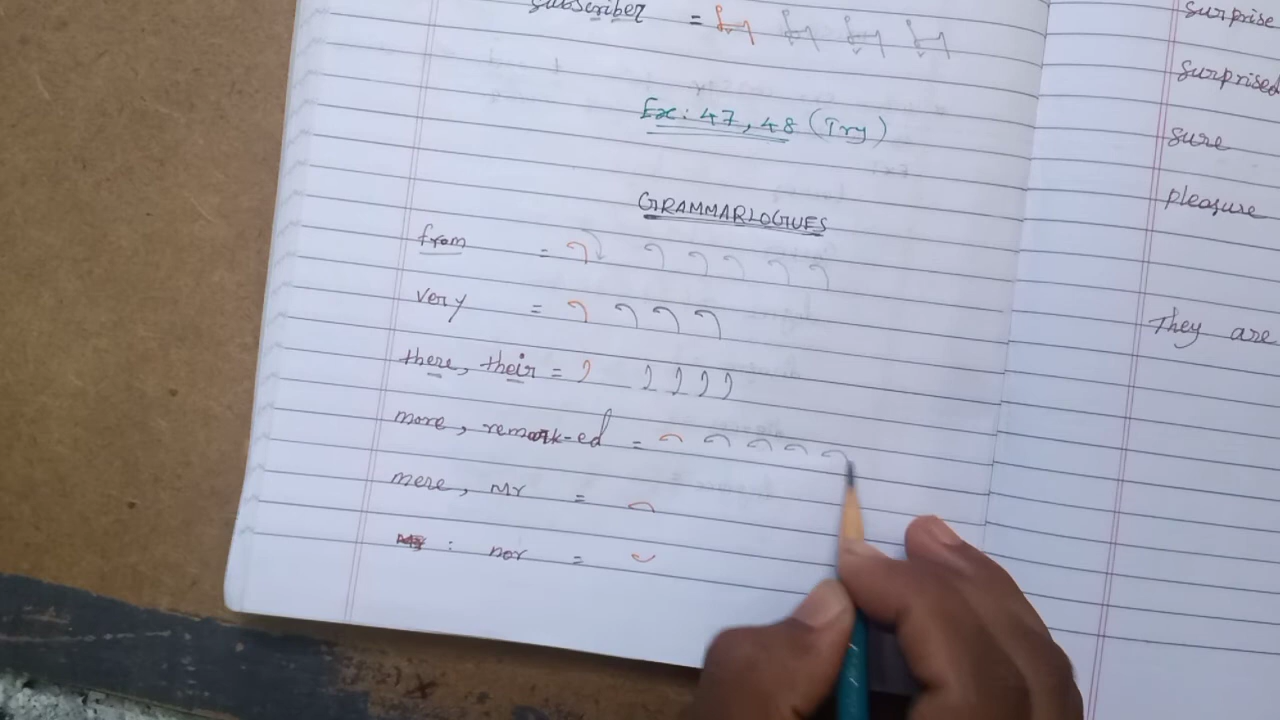 subscriber =
Ex: 47, 48 (Try)
GRAMMARLOGUES
from =
very =
there, their =
more, remark-ed =
mere, Mr =
: nor =
surprise
surprised
sure
pleasure
They are